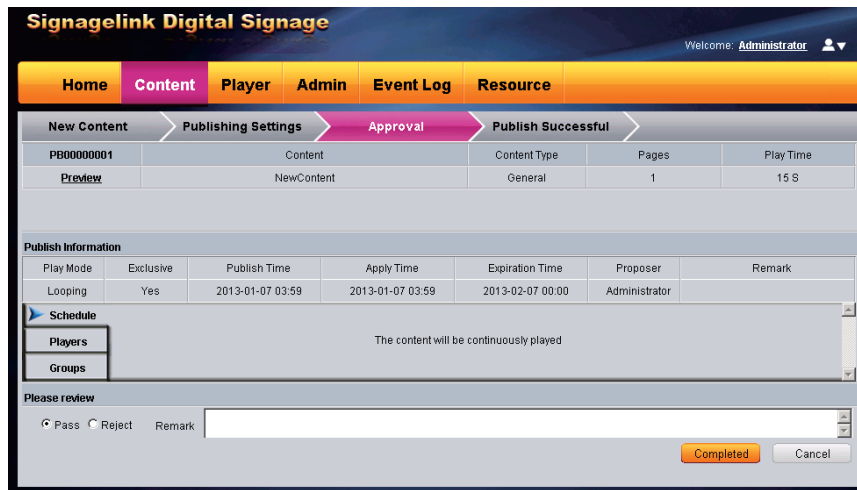 Signagelink Digital Signage
Welcome: Administrator
Home Content Player Admin Event Log Resource
New Content Publishing Settings Approval Publish Successful
PB00000001 Content Content Type Pages Play Time
Preview NewContent General 1 15 S
Publish Information
Play Mode Exclusive Publish Time Apply Time Expiration Time Proposer Remark
Looping Yes 2013-01-07 03:59 2013-01-07 03:59 2013-02-07 00:00 Administrator
Schedule
Players The content will be continuously played
Groups
Please review
Pass Reject Remark
Completed Cancel